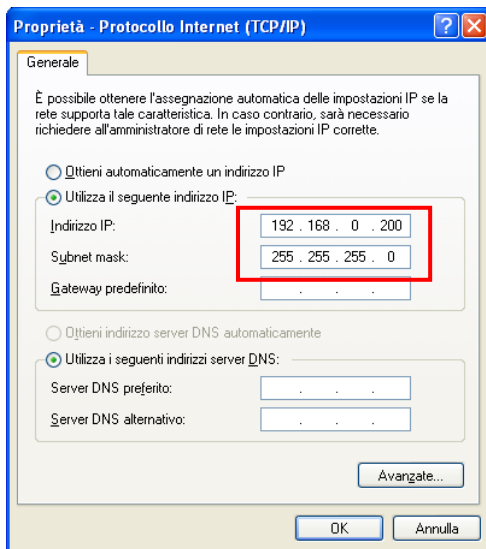 Proprietà - Protocollo Internet (TCP/IP)
Generale
È possibile ottenere l'assegnazione automatica delle impostazioni IP se la
rete supporta tale caratteristica. In caso contrario, sarà necessario
richiedere all'amministratore di rete le impostazioni IP corrette.
Ottieni automaticamente un indirizzo IP
Utilizza il seguente indirizzo IP:
Indirizzo IP: 192 . 168 . 0 . 200
Subnet mask: 255 . 255 . 255 . 0
Gateway predefinito: . . .
Ottieni indirizzo server DNS automaticamente
Utilizza i seguenti indirizzi server DNS:
Server DNS preferito: . . .
Server DNS alternativo: . . .
Avanzate...
OK Annulla